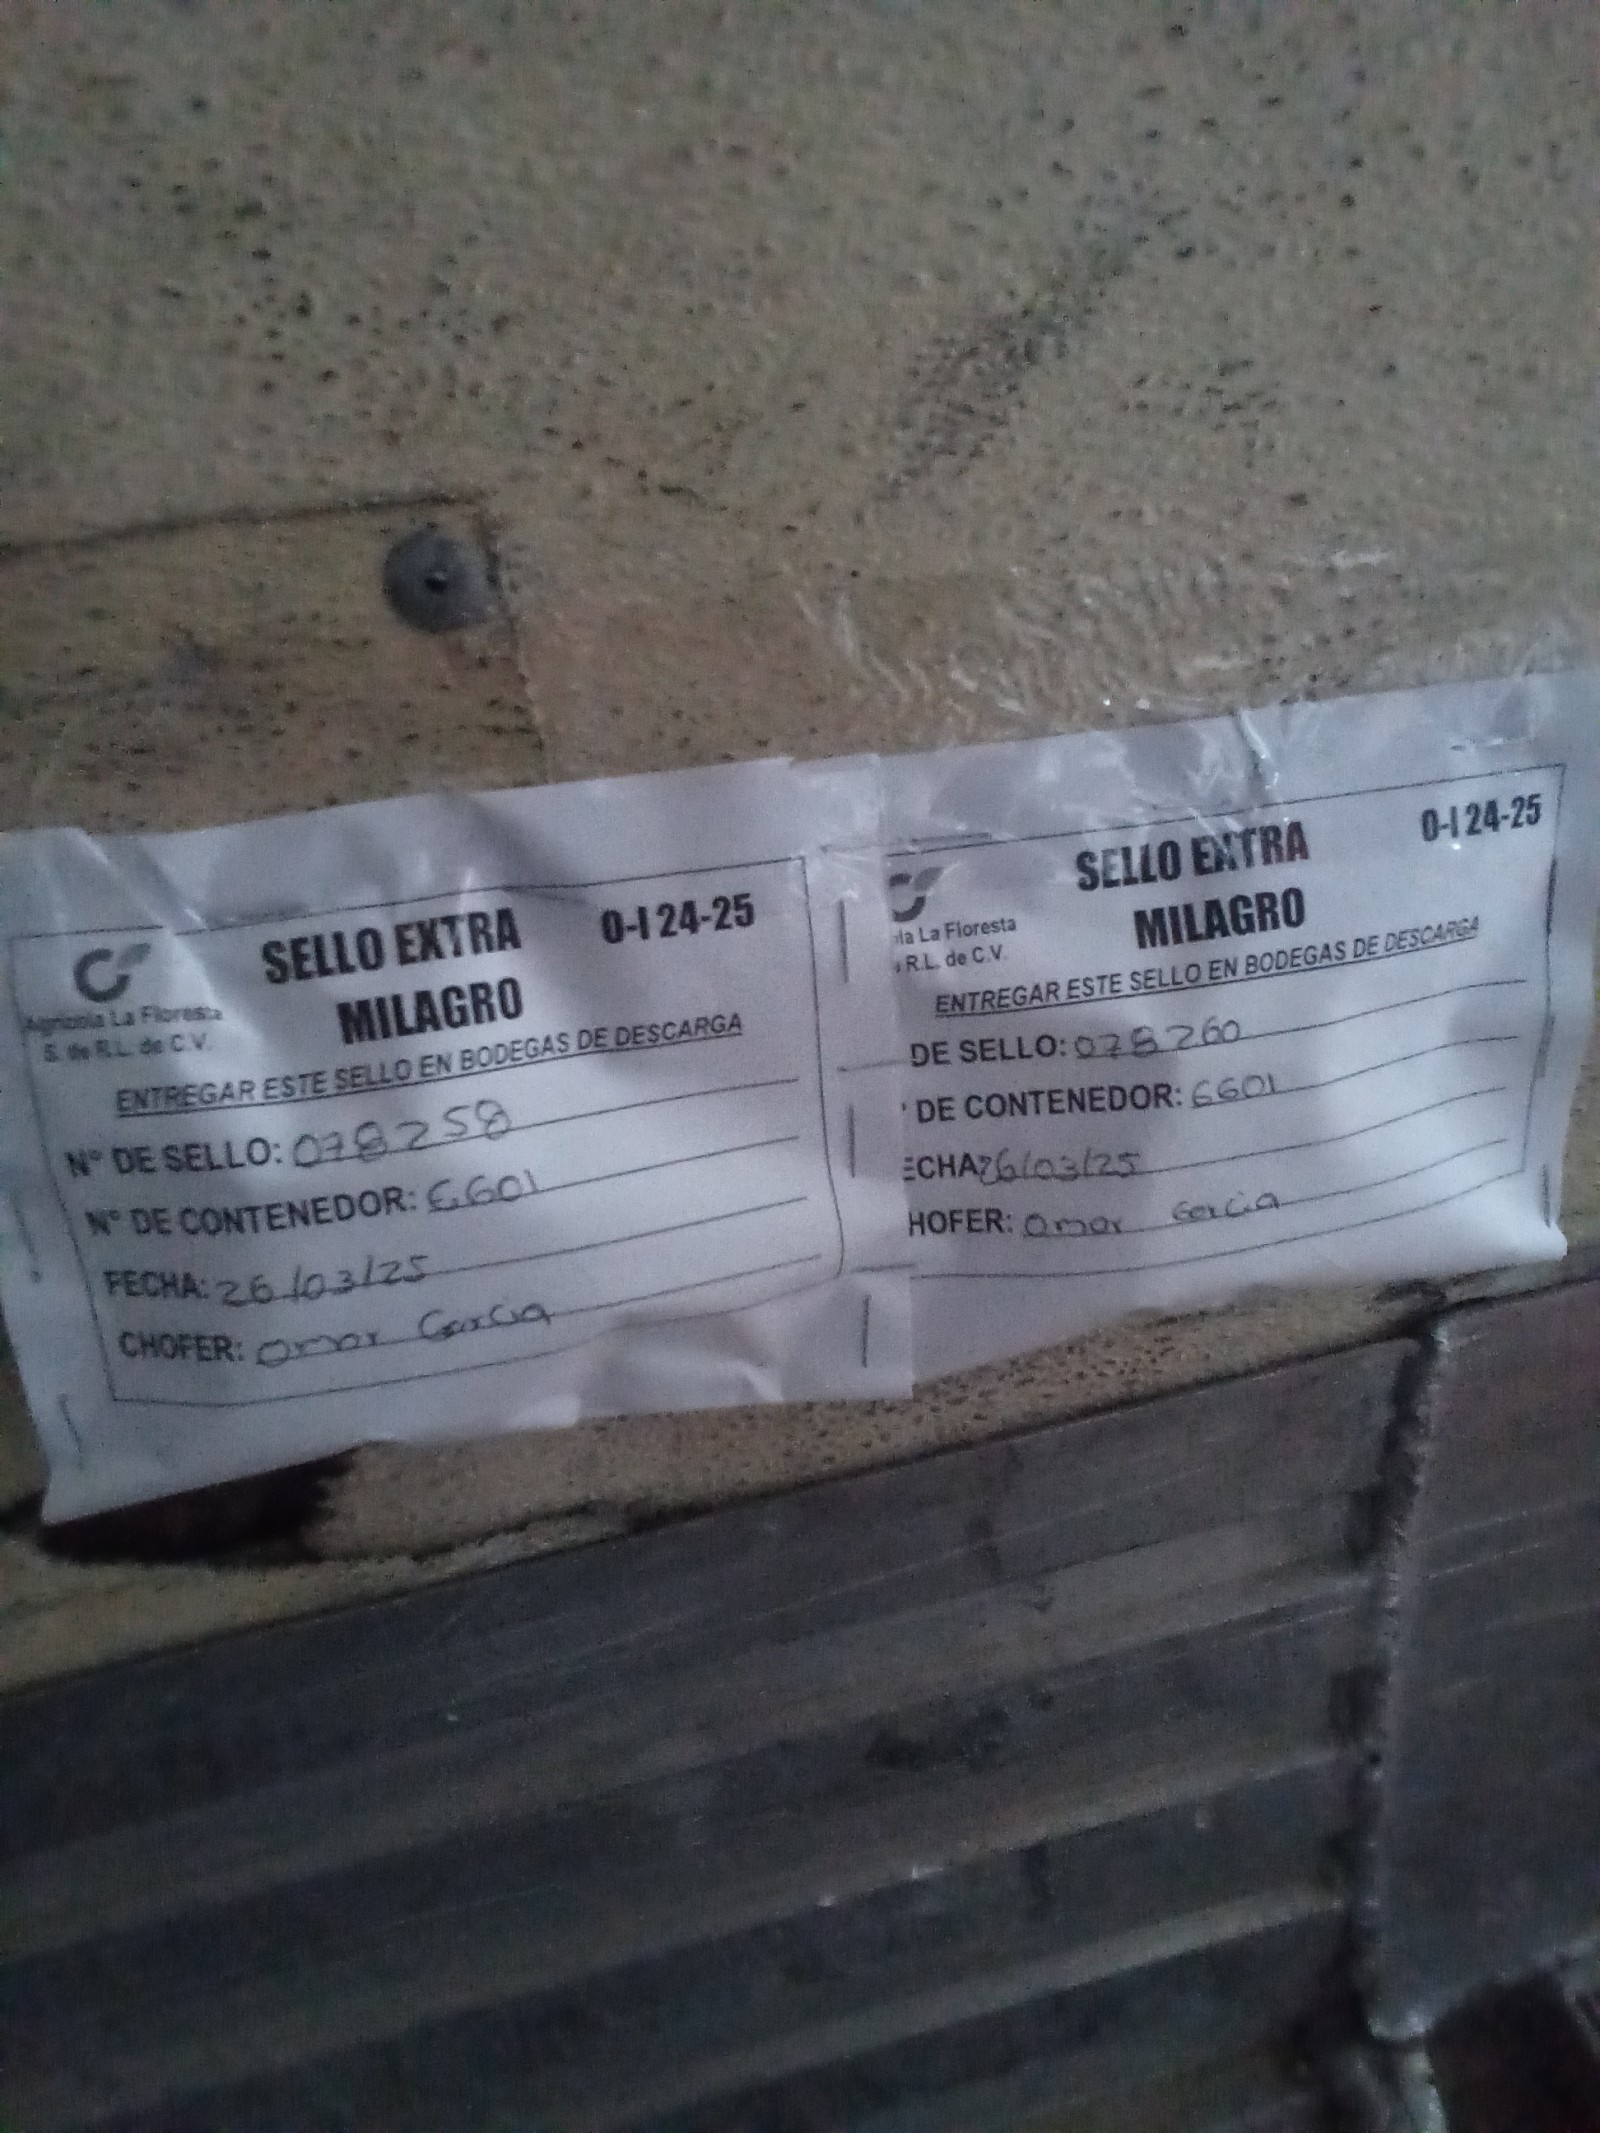 SELLO EXTRA 0-I 24-25
MILAGRO
Agrícola La Floresta
S. de R.L. de C.V.
ENTREGAR ESTE SELLO EN BODEGAS DE DESCARGA
N° DE SELLO: 078258
N° DE CONTENEDOR: 6601
FECHA: 26/03/25
CHOFER: omar Garcia
SELLO EXTRA 0-I 24-25
MILAGRO
la La Floresta
R.L. de C.V.
ENTREGAR ESTE SELLO EN BODEGAS DE DESCARGA
DE SELLO: 078260
DE CONTENEDOR: 6601
ECHA: 26/03/25
HOFER: omar Garcia